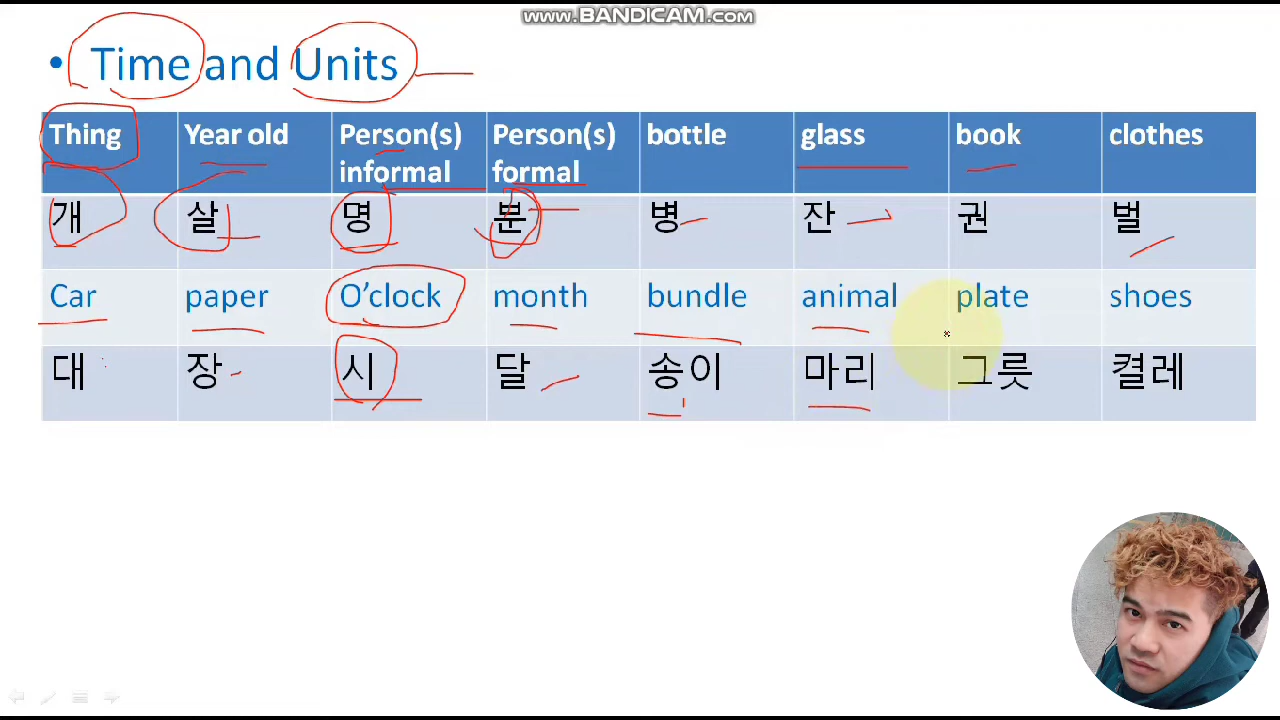 www.BANDICAM.com
• Time and Units
Thing Year old Person(s) informal Person(s) formal bottle glass book clothes
개 살 명 분 병 잔 권 벌
Car paper O’clock month bundle animal plate shoes
대 장 시 달 송이 마리 그릇 켤레